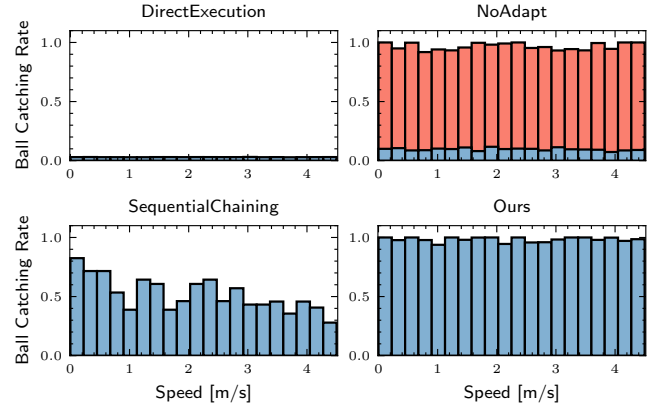 DirectExecution
NoAdapt
Ball Catching Rate
1.0
0.5
0.0
0 1 2 3 4
1.0
0.5
0.0
0 1 2 3 4
SequentialChaining
Ours
Ball Catching Rate
1.0
0.5
0.0
0 1 2 3 4
Speed [m/s]
1.0
0.5
0.0
0 1 2 3 4
Speed [m/s]